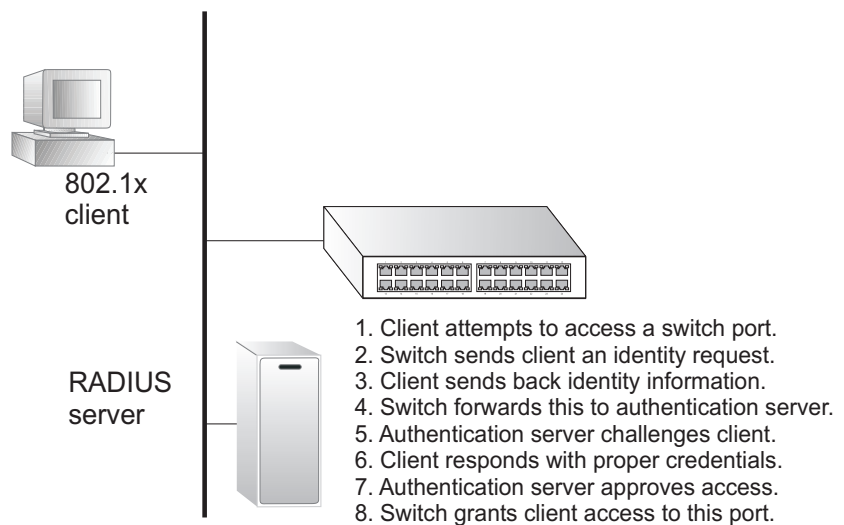 802.1x
client
RADIUS
server
1. Client attempts to access a switch port.
2. Switch sends client an identity request.
3. Client sends back identity information.
4. Switch forwards this to authentication server.
5. Authentication server challenges client.
6. Client responds with proper credentials.
7. Authentication server approves access.
8. Switch grants client access to this port.